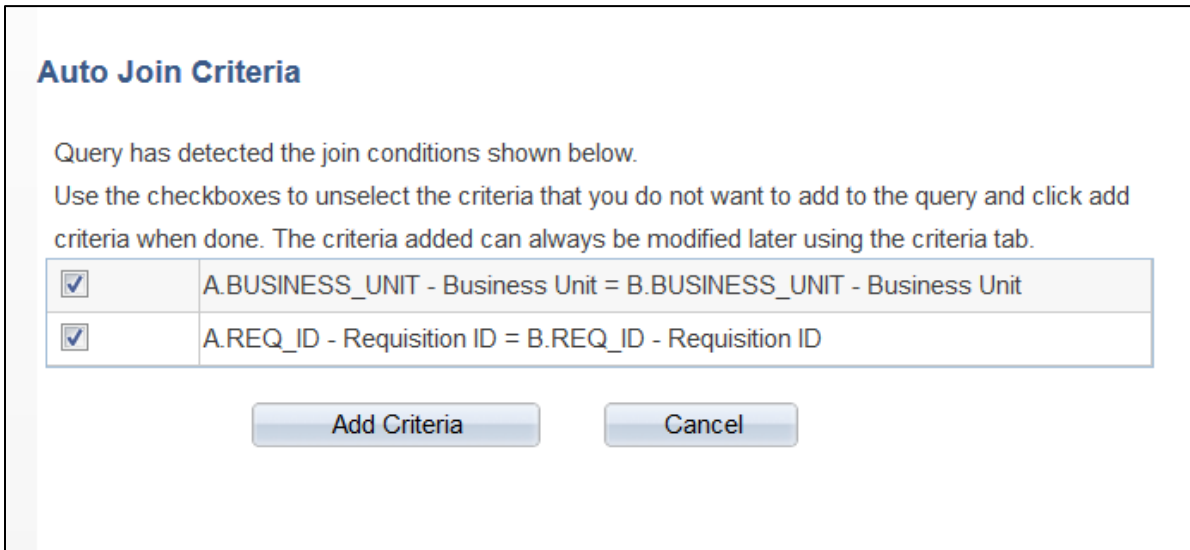 Auto Join Criteria
Query has detected the join conditions shown below.
Use the checkboxes to unselect the criteria that you do not want to add to the query and click add
criteria when done. The criteria added can always be modified later using the criteria tab.
A.BUSINESS_UNIT - Business Unit = B.BUSINESS_UNIT - Business Unit
A.REQ_ID - Requisition ID = B.REQ_ID - Requisition ID
Add Criteria Cancel